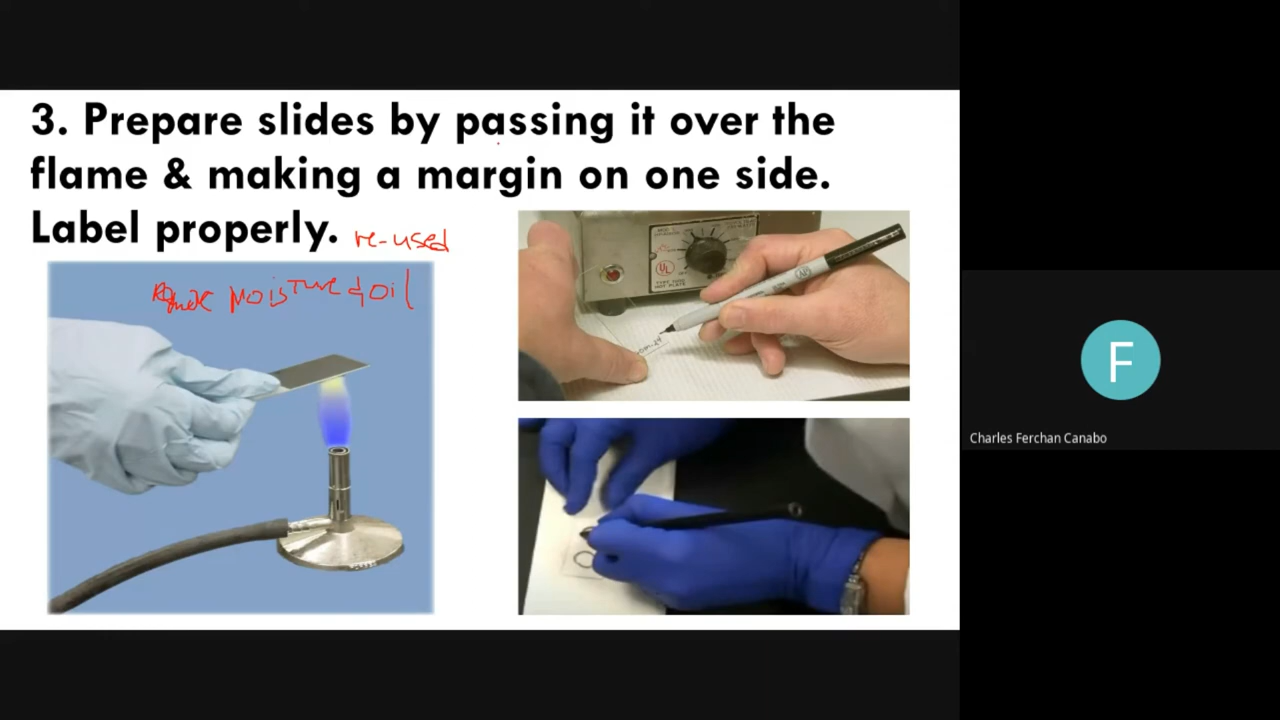 3. Prepare slides by passing it over the
flame & making a margin on one side.
Label properly.
re-used
moisture & oil
UL
F
Charles Ferchan Canabo